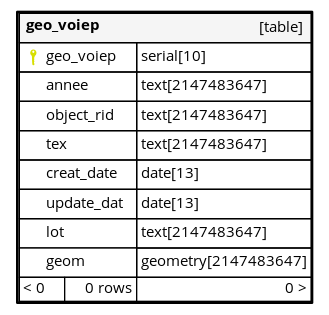 geo_voiep [table]
geo_voiep serial[10]
annee text[2147483647]
object_rid text[2147483647]
tex text[2147483647]
creat_date date[13]
update_dat date[13]
lot text[2147483647]
geom geometry[2147483647]
< 0 0 rows 0 >